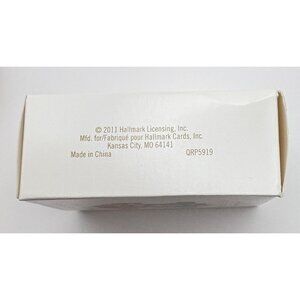 © 2011 Hallmark Licensing, Inc.
Mfd. for/Fabriqué pour Hallmark Cards, Inc.
Kansas City, MO 64141
Made in China QRP5919